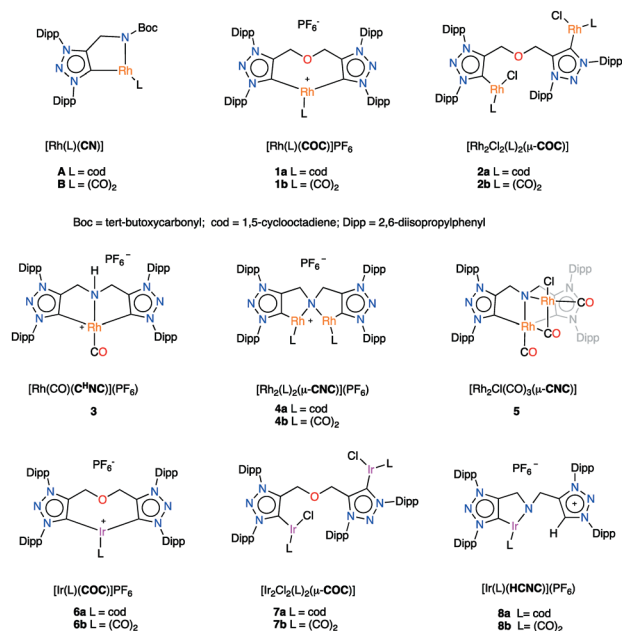 Dipp N Boc
N N
N Rh
Dipp L
[Rh(L)(CN)]
A L = cod
B L = (CO)2
PF6-
Dipp O Dipp
N N N N
N Rh + N
Dipp L Dipp
[Rh(L)(COC)]PF6
1a L = cod
1b L = (CO)2
Cl L
Rh
Dipp O
N N Cl N Dipp
N Rh Dipp N N
Dipp L
[Rh2Cl2(L)2(μ-COC)]
2a L = cod
2b L = (CO)2
Boc = tert-butoxycarbonyl; cod = 1,5-cyclooctadiene; Dipp = 2,6-diisopropylphenyl
PF6−
H
Dipp N Dipp
N N N N
N Rh + N
Dipp CO Dipp
[Rh(CO)(CHNC)](PF6)
3
PF6−
Dipp Dipp
N N N N N
N Rh + Rh N
Dipp L L Dipp
[Rh2(L)2(μ-CNC)](PF6)
4a L = cod
4b L = (CO)2
Dipp Cl Dipp
N N N Rh N N
N Rh CO N
Dipp CO CO Dipp
[Rh2Cl(CO)3(μ-CNC)]
5
PF6-
Dipp O Dipp
N N N N
N Ir + N
Dipp L Dipp
[Ir(L)(COC)]PF6
6a L = cod
6b L = (CO)2
Cl Ir L
Dipp O
N N Cl N Dipp
N Ir Dipp N N
Dipp L
[Ir2Cl2(L)2(μ-COC)]
7a L = cod
7b L = (CO)2
PF6−
Dipp N Dipp
N N N N
N Ir + N
Dipp L H Dipp
[Ir(L)(HCNC)](PF6)
8a L = cod
8b L= (CO)2